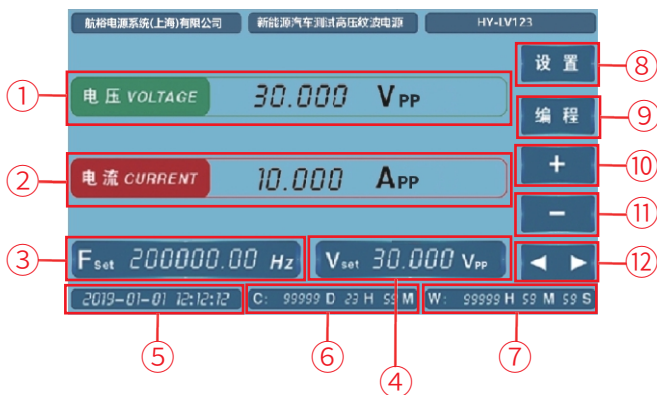 航裕电源系统(上海)有限公司 新能源汽车测试高压纹波电源 HY-LV123
设 置 ⑧
① 电 压 VOLTAGE 30.000 VPP
编 程 ⑨
② 电 流 CURRENT 10.000 APP
+ ⑩
− ⑪
③ Fset 200000.00 Hz Vset 30.000 VPP ◀ ▶ ⑫
2019-01-01 12:12:12 C: 99999 D 23 H 59 M W: 99999 H 59 M 59 S
⑤ ⑥ ④ ⑦